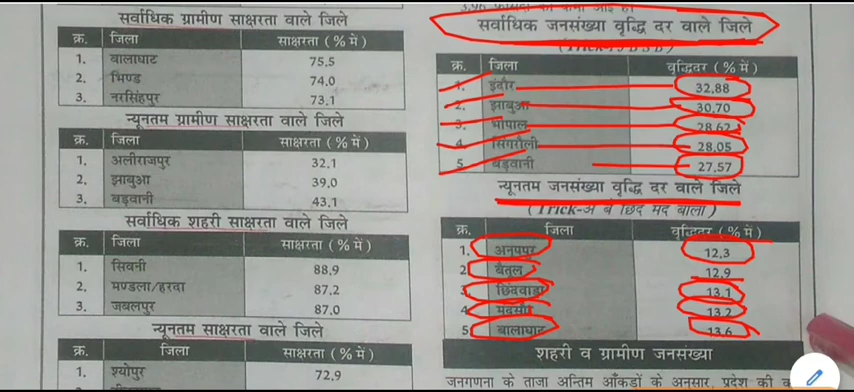 सर्वाधिक ग्रामीण साक्षरता वाले जिले
क्र. जिला साक्षरता (% में)
1. बालाघाट 75.5
2. भिण्ड 74.0
3. नरसिंहपुर 73.1
न्यूनतम ग्रामीण साक्षरता वाले जिले
क्र. जिला साक्षरता (% में)
1. अलीराजपुर 32.1
2. झाबुआ 39.0
3. बड़वानी 43.1
सर्वाधिक शहरी साक्षरता वाले जिले
क्र. जिला साक्षरता (% में)
1. सिवनी 88.9
2. मण्डला/हरदा 87.2
3. जबलपुर 87.0
न्यूनतम साक्षरता वाले जिले
क्र. जिला साक्षरता (% में)
1. श्योपुर 72.9
सर्वाधिक जनसंख्या वृद्धि दर वाले जिले
क्र. जिला वृद्धिदर (% में)
1. इंदौर 32.88
2. झाबुआ 30.70
3. भोपाल 28.62
4. सिंगरौली 28.05
5. बड़वानी 27.57
न्यूनतम जनसंख्या वृद्धि दर वाले जिले
(Trick-अ बै छिंद मंद बाला)
क्र. जिला वृद्धिदर (% में)
1. अनूपपुर 12.3
2. बैतूल 12.9
3. छिंदवाड़ा 13.1
4. मंदसौर 13.2
5. बालाघाट 13.6
शहरी व ग्रामीण जनसंख्या
जनगणना के ताजा अन्तिम आँकड़ों के अनुसार, प्रदेश की